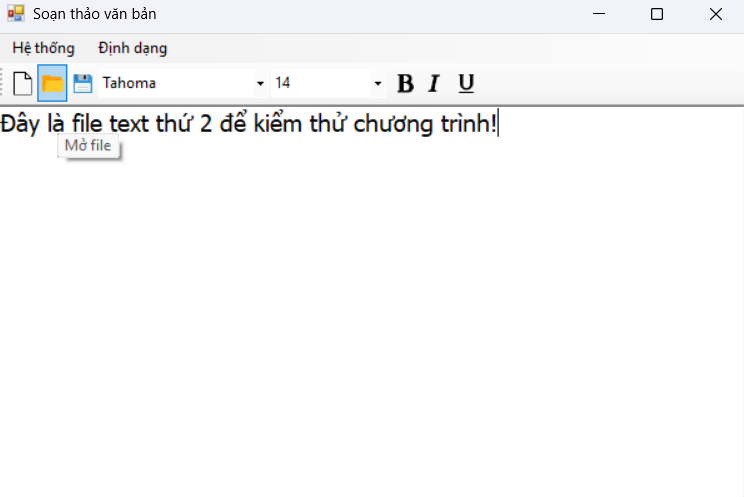 Soạn thảo văn bản
Hệ thống Định dạng
Tahoma 14 B I U
Đây là file text thứ 2 để kiểm thử chương trình!
Mở file